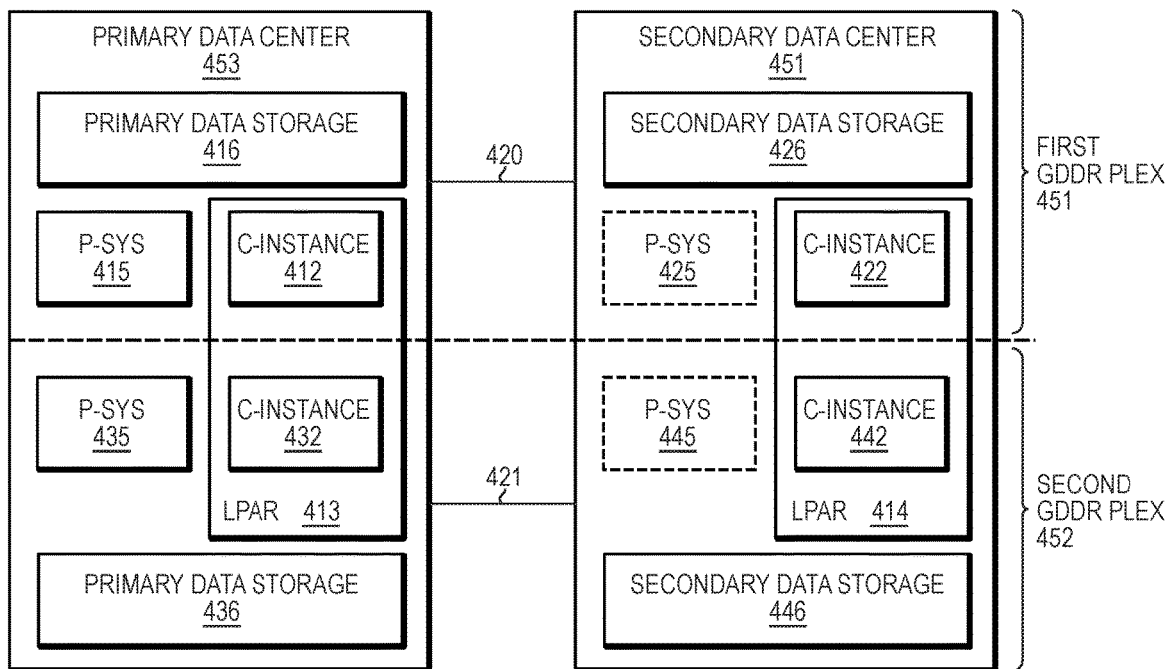 PRIMARY DATA CENTER
453
PRIMARY DATA STORAGE
416
P-SYS
415
C-INSTANCE
412
P-SYS
435
C-INSTANCE
432
LPAR 413
PRIMARY DATA STORAGE
436
420
421
SECONDARY DATA CENTER
451
SECONDARY DATA STORAGE
426
P-SYS
425
C-INSTANCE
422
P-SYS
445
C-INSTANCE
442
LPAR 414
SECONDARY DATA STORAGE
446
FIRST
GDDR PLEX
451
SECOND
GDDR PLEX
452